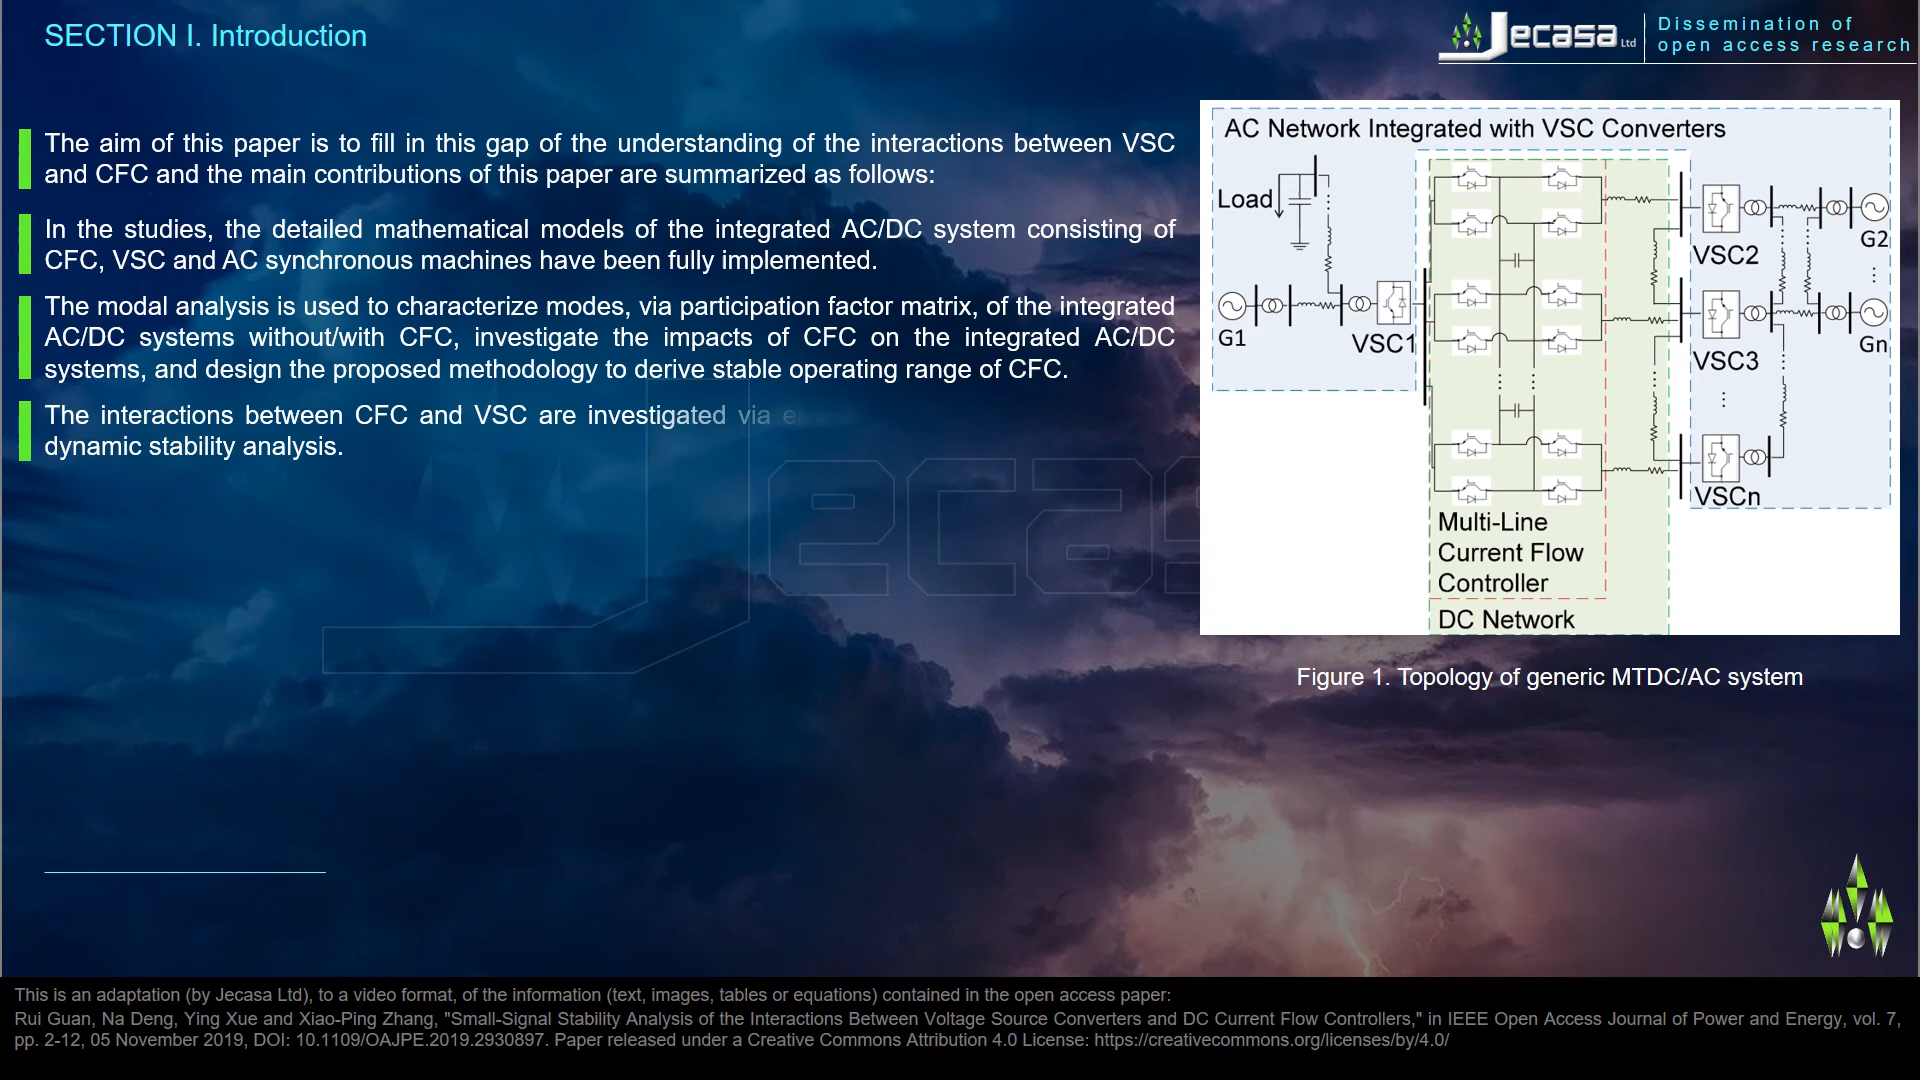 SECTION I. Introduction
Jecasa Ltd
Dissemination of
open access research
The aim of this paper is to fill in this gap of the understanding of the interactions between VSC
and CFC and the main contributions of this paper are summarized as follows:
In the studies, the detailed mathematical models of the integrated AC/DC system consisting of
CFC, VSC and AC synchronous machines have been fully implemented.
The modal analysis is used to characterize modes, via participation factor matrix, of the integrated
AC/DC systems without/with CFC, investigate the impacts of CFC on the integrated AC/DC
systems, and design the proposed methodology to derive stable operating range of CFC.
The interactions between CFC and VSC are investigated via
dynamic stability analysis.
AC Network Integrated with VSC Converters
Load
G1
VSC1
VSC2
G2
VSC3
Gn
VSCn
Multi-Line
Current Flow
Controller
DC Network
Figure 1. Topology of generic MTDC/AC system
Jecas
This is an adaptation (by Jecasa Ltd), to a video format, of the information (text, images, tables or equations) contained in the open access paper:
Rui Guan, Na Deng, Ying Xue and Xiao-Ping Zhang, "Small-Signal Stability Analysis of the Interactions Between Voltage Source Converters and DC Current Flow Controllers," in IEEE Open Access Journal of Power and Energy, vol. 7,
pp. 2-12, 05 November 2019, DOI: 10.1109/OAJPE.2019.2930897. Paper released under a Creative Commons Attribution 4.0 License: https://creativecommons.org/licenses/by/4.0/